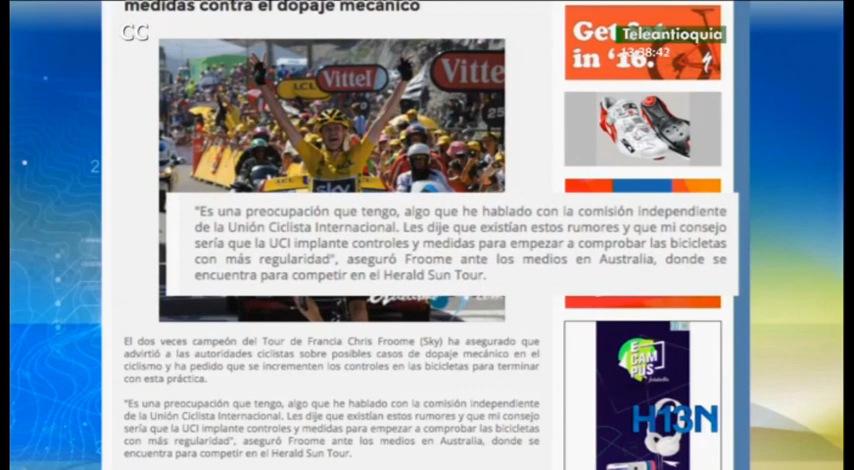 medidas contra el dopaje mecánico
CC
Teleantioquia
13:38:42
Get
in '16.
LCL
Vittel
Vitte
SKY
2
"Es una preocupación que tengo, algo que he hablado con la comisión independiente
de la Unión Ciclista Internacional. Les dije que existían estos rumores y que mi consejo
sería que la UCI implante controles y medidas para empezar a comprobar las bicicletas
con más regularidad", aseguró Froome ante los medios en Australia, donde se
encuentra para competir en el Herald Sun Tour.
El dos veces campeón del Tour de Francia Chris Froome (Sky) ha asegurado que
advirtió a las autoridades ciclistas sobre posibles casos de dopaje mecánico en el
ciclismo y ha pedido que se incrementen los controles en las bicicletas para terminar
con esta práctica.
"Es una preocupación que tengo, algo que he hablado con la comisión independiente
de la Unión Ciclista Internacional. Les dije que existían estos rumores y que mi consejo
sería que la UCI implante controles y medidas para empezar a comprobar las bicicletas
con más regularidad", aseguró Froome ante los medios en Australia, donde se
encuentra para competir en el Herald Sun Tour.
E
CAM
PUS
H13N